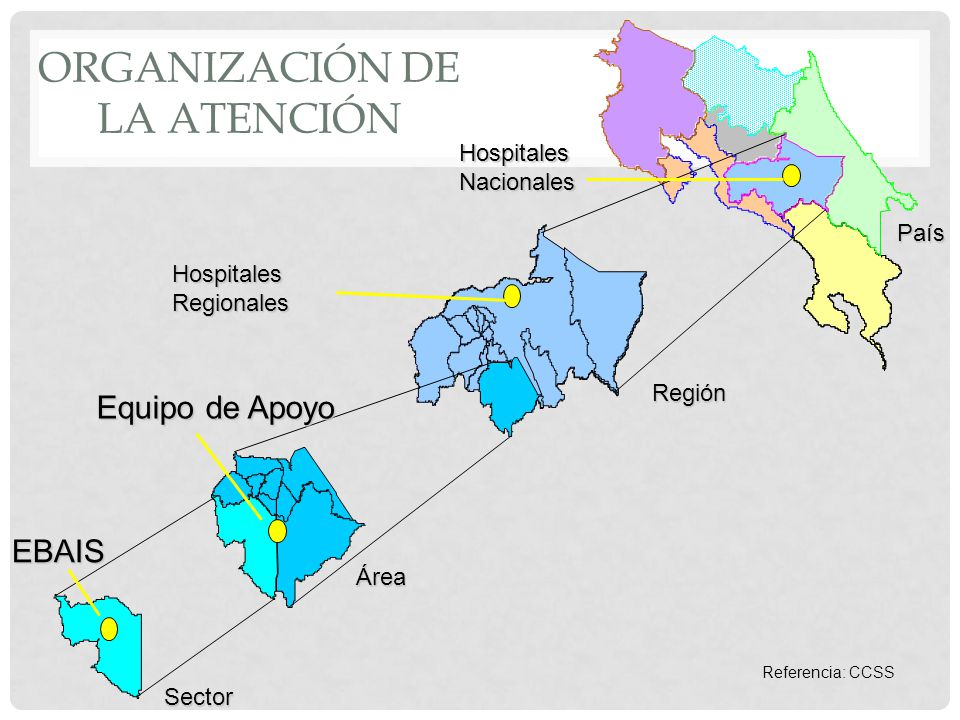 ORGANIZACIÓN DE
LA ATENCIÓN
Hospitales
Nacionales
País
Hospitales
Regionales
Región
Equipo de Apoyo
EBAIS
Área
Sector
Referencia: CCSS